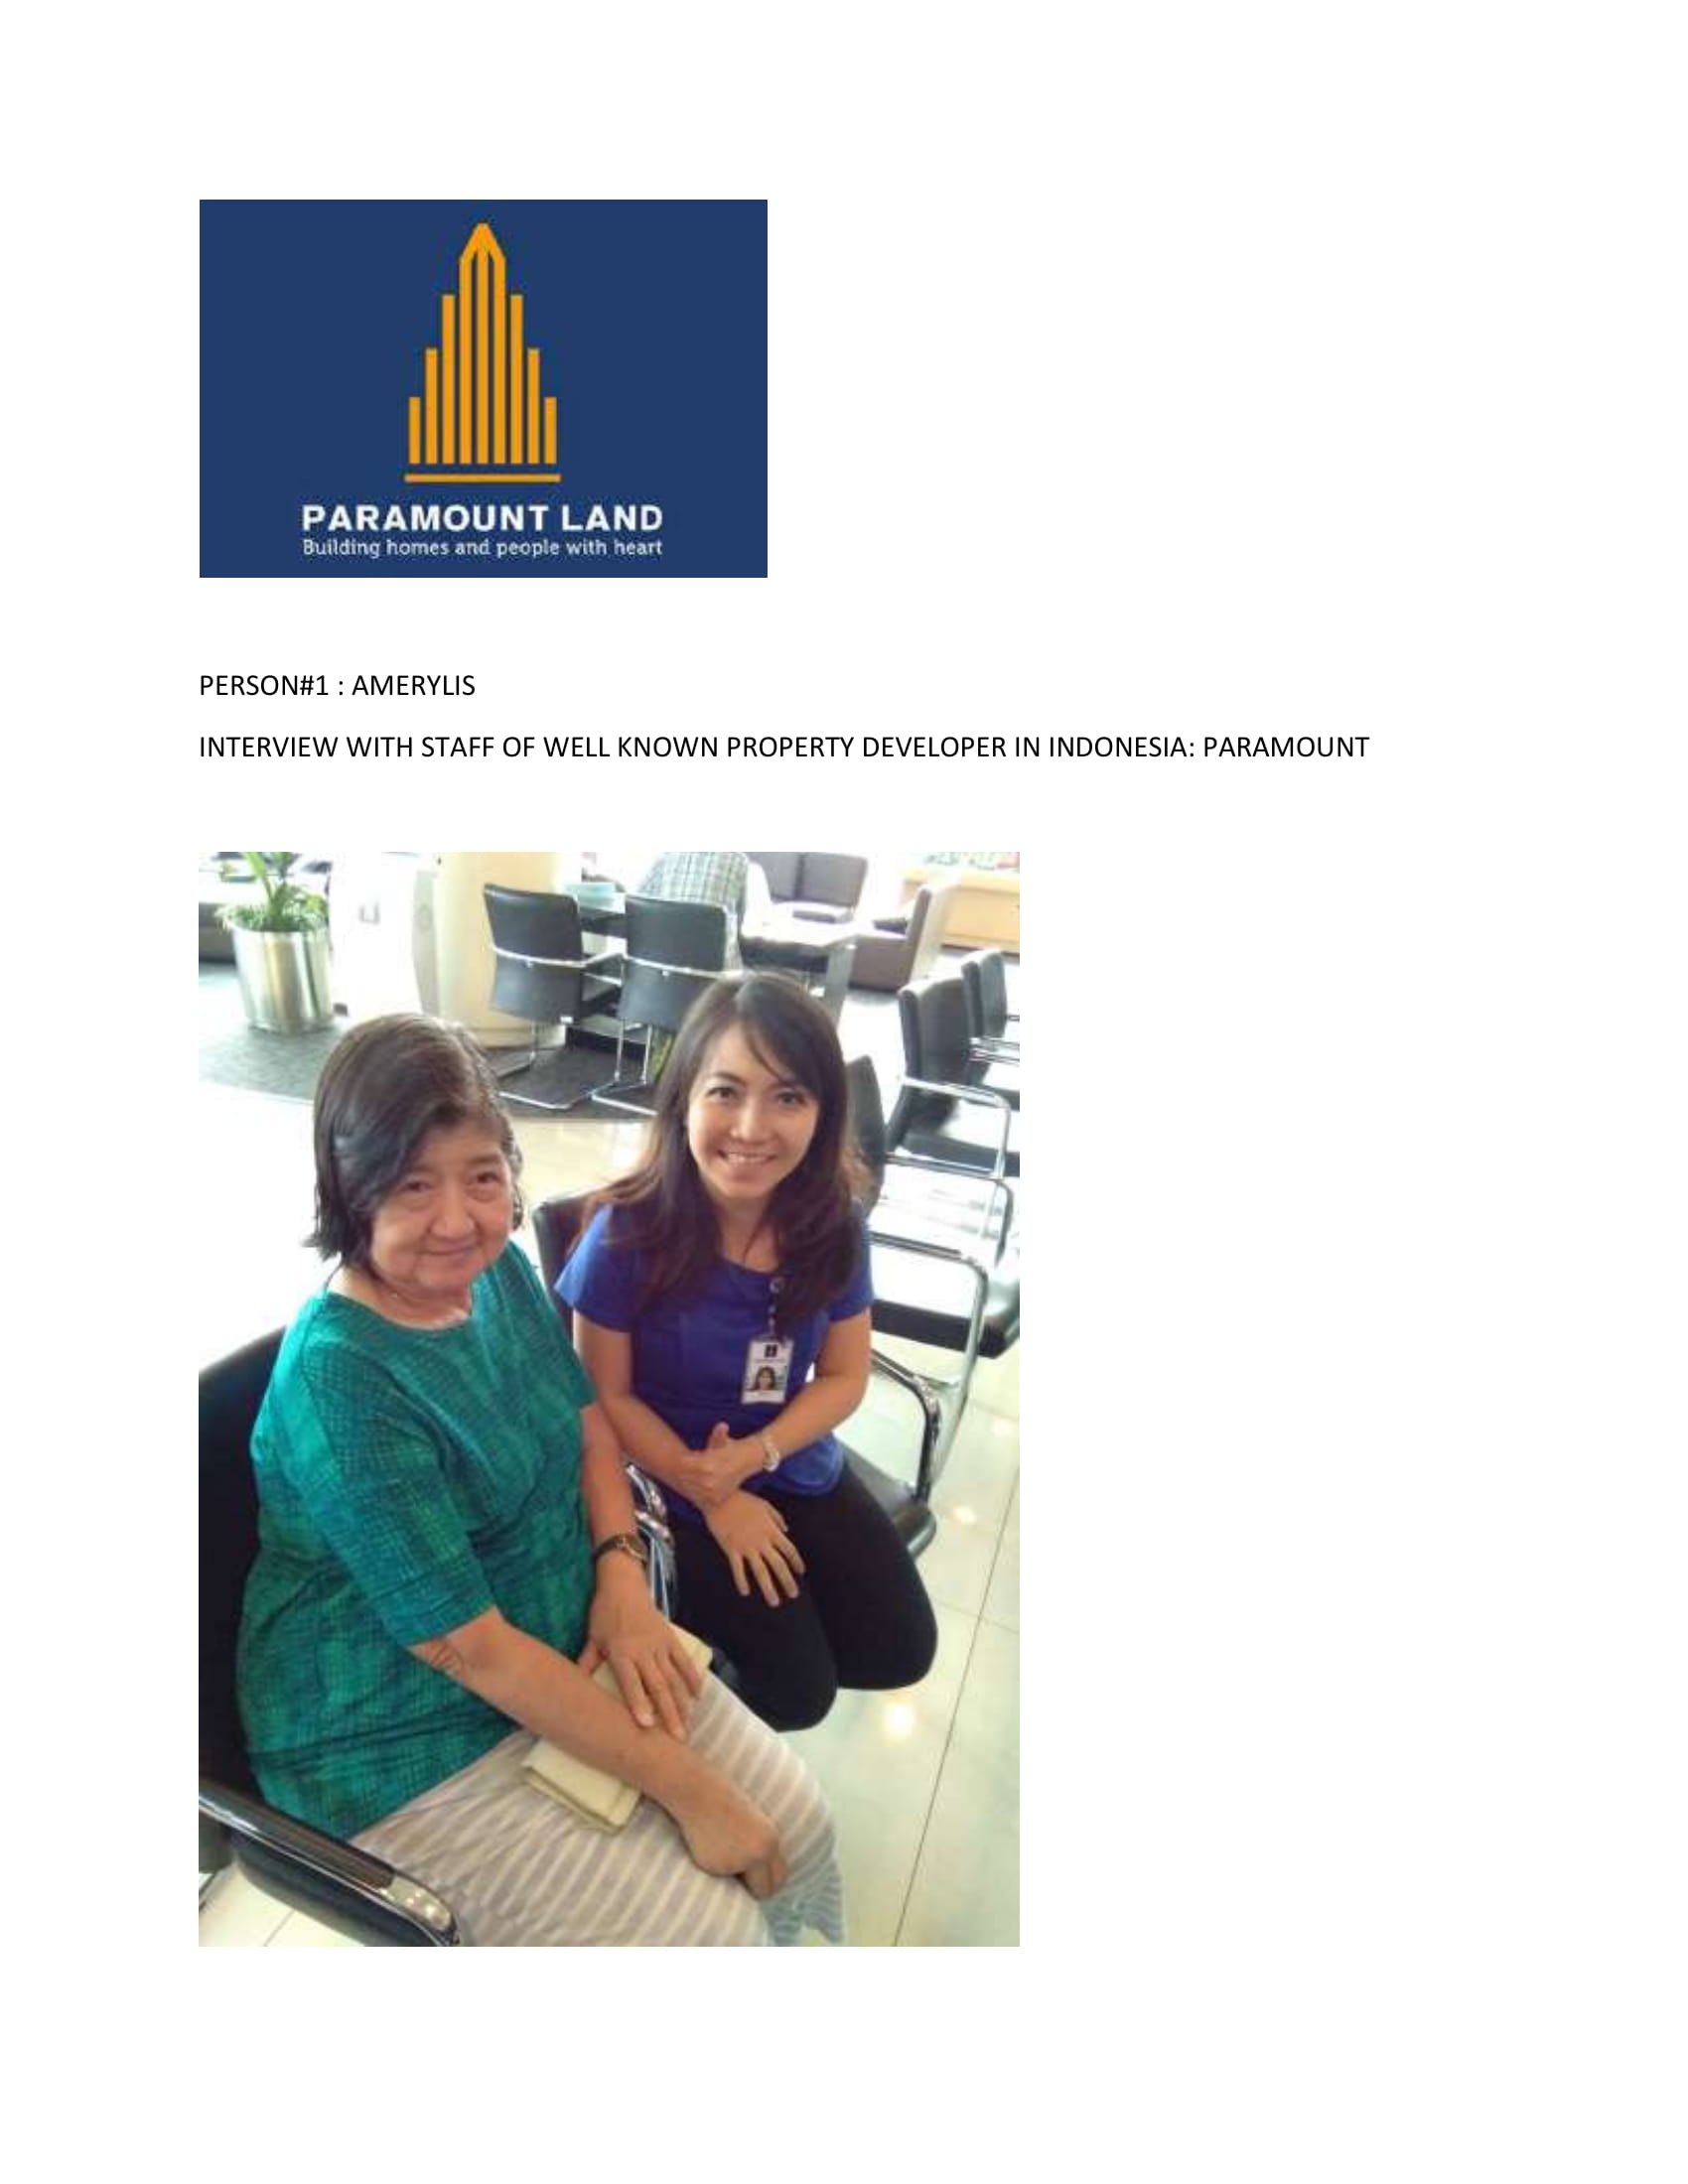 PARAMOUNT LAND
Building homes and people with heart
PERSON#1 : AMERYLIS
INTERVIEW WITH STAFF OF WELL KNOWN PROPERTY DEVELOPER IN INDONESIA: PARAMOUNT